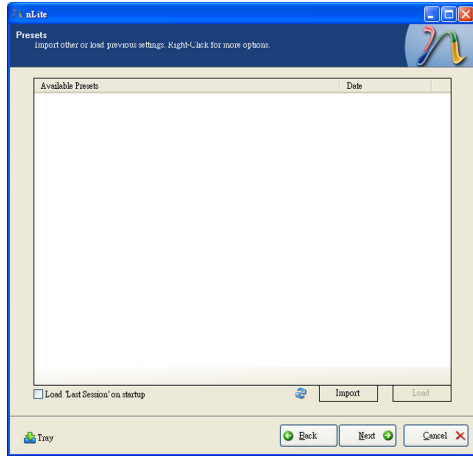 nLite
Presets
Import other or load previous settings. Right-Click for more options.
Available Presets Date
Load 'Last Session' on startup
Import
Load
Tray
Back
Next
Cancel